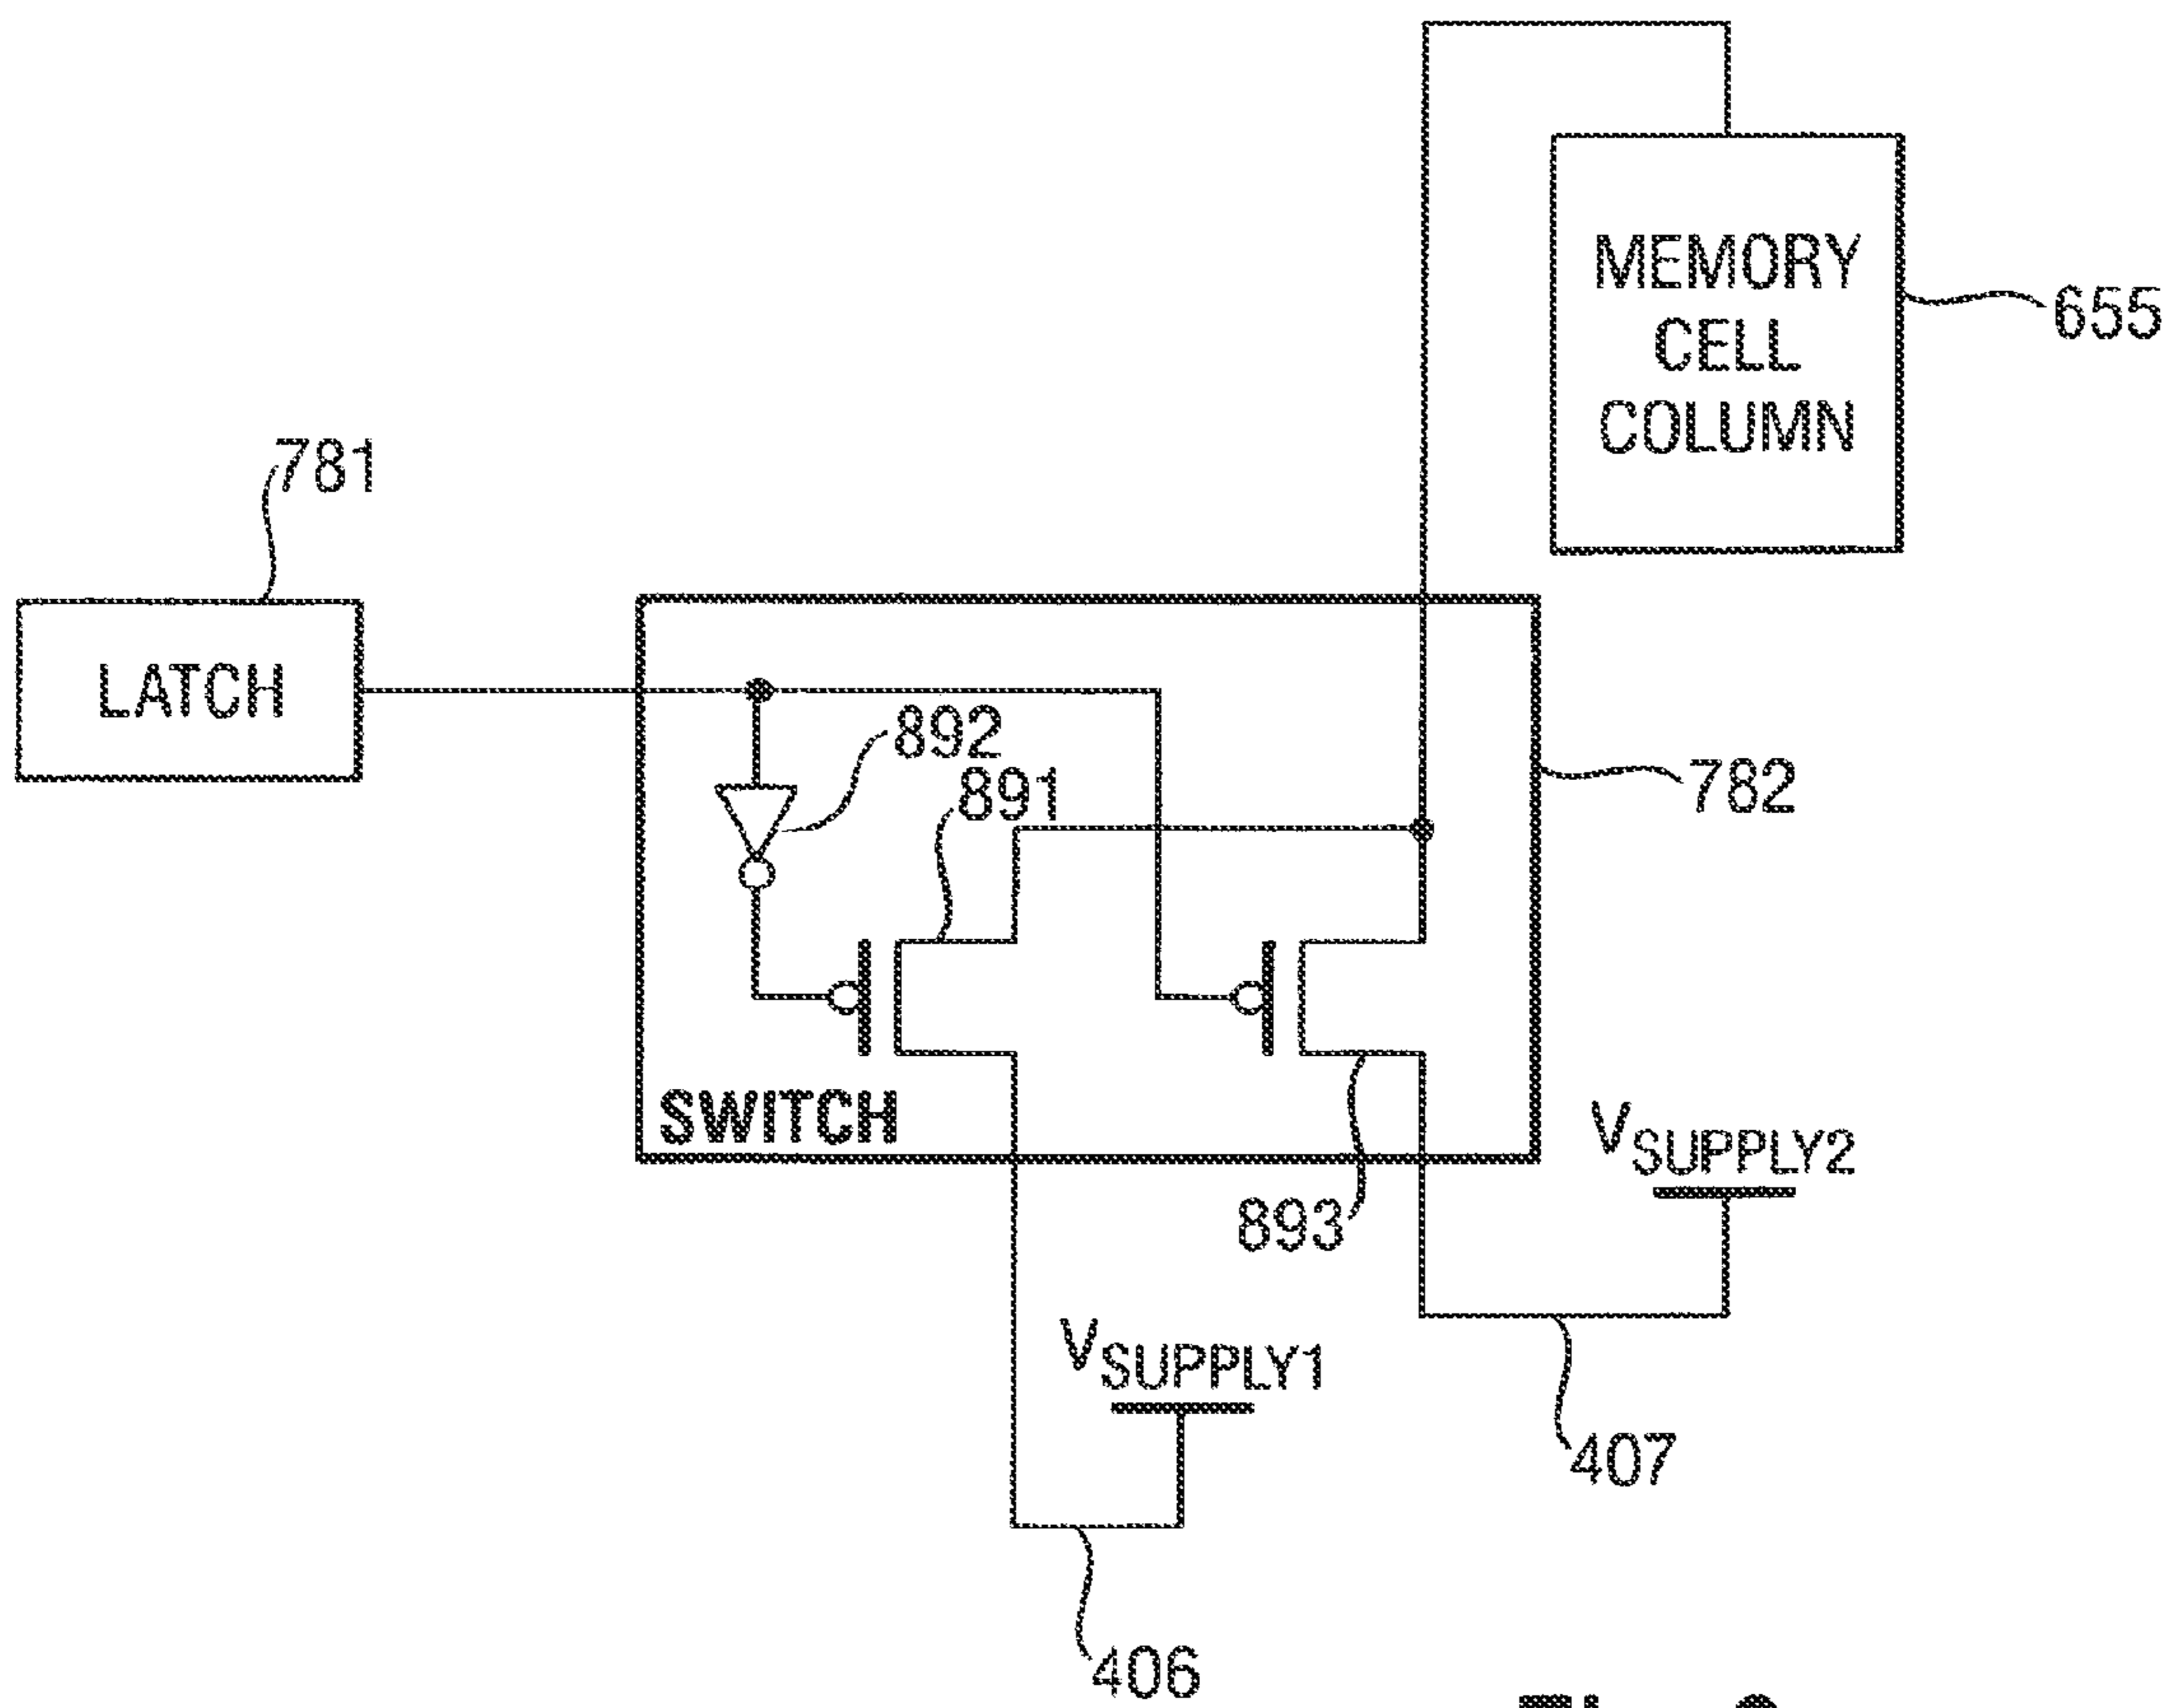 MEMORY
CELL
COLUMN
655
781
LATCH
892
891
782
SWITCH
893
VSUPPLY2
VSUPPLY1
407
406